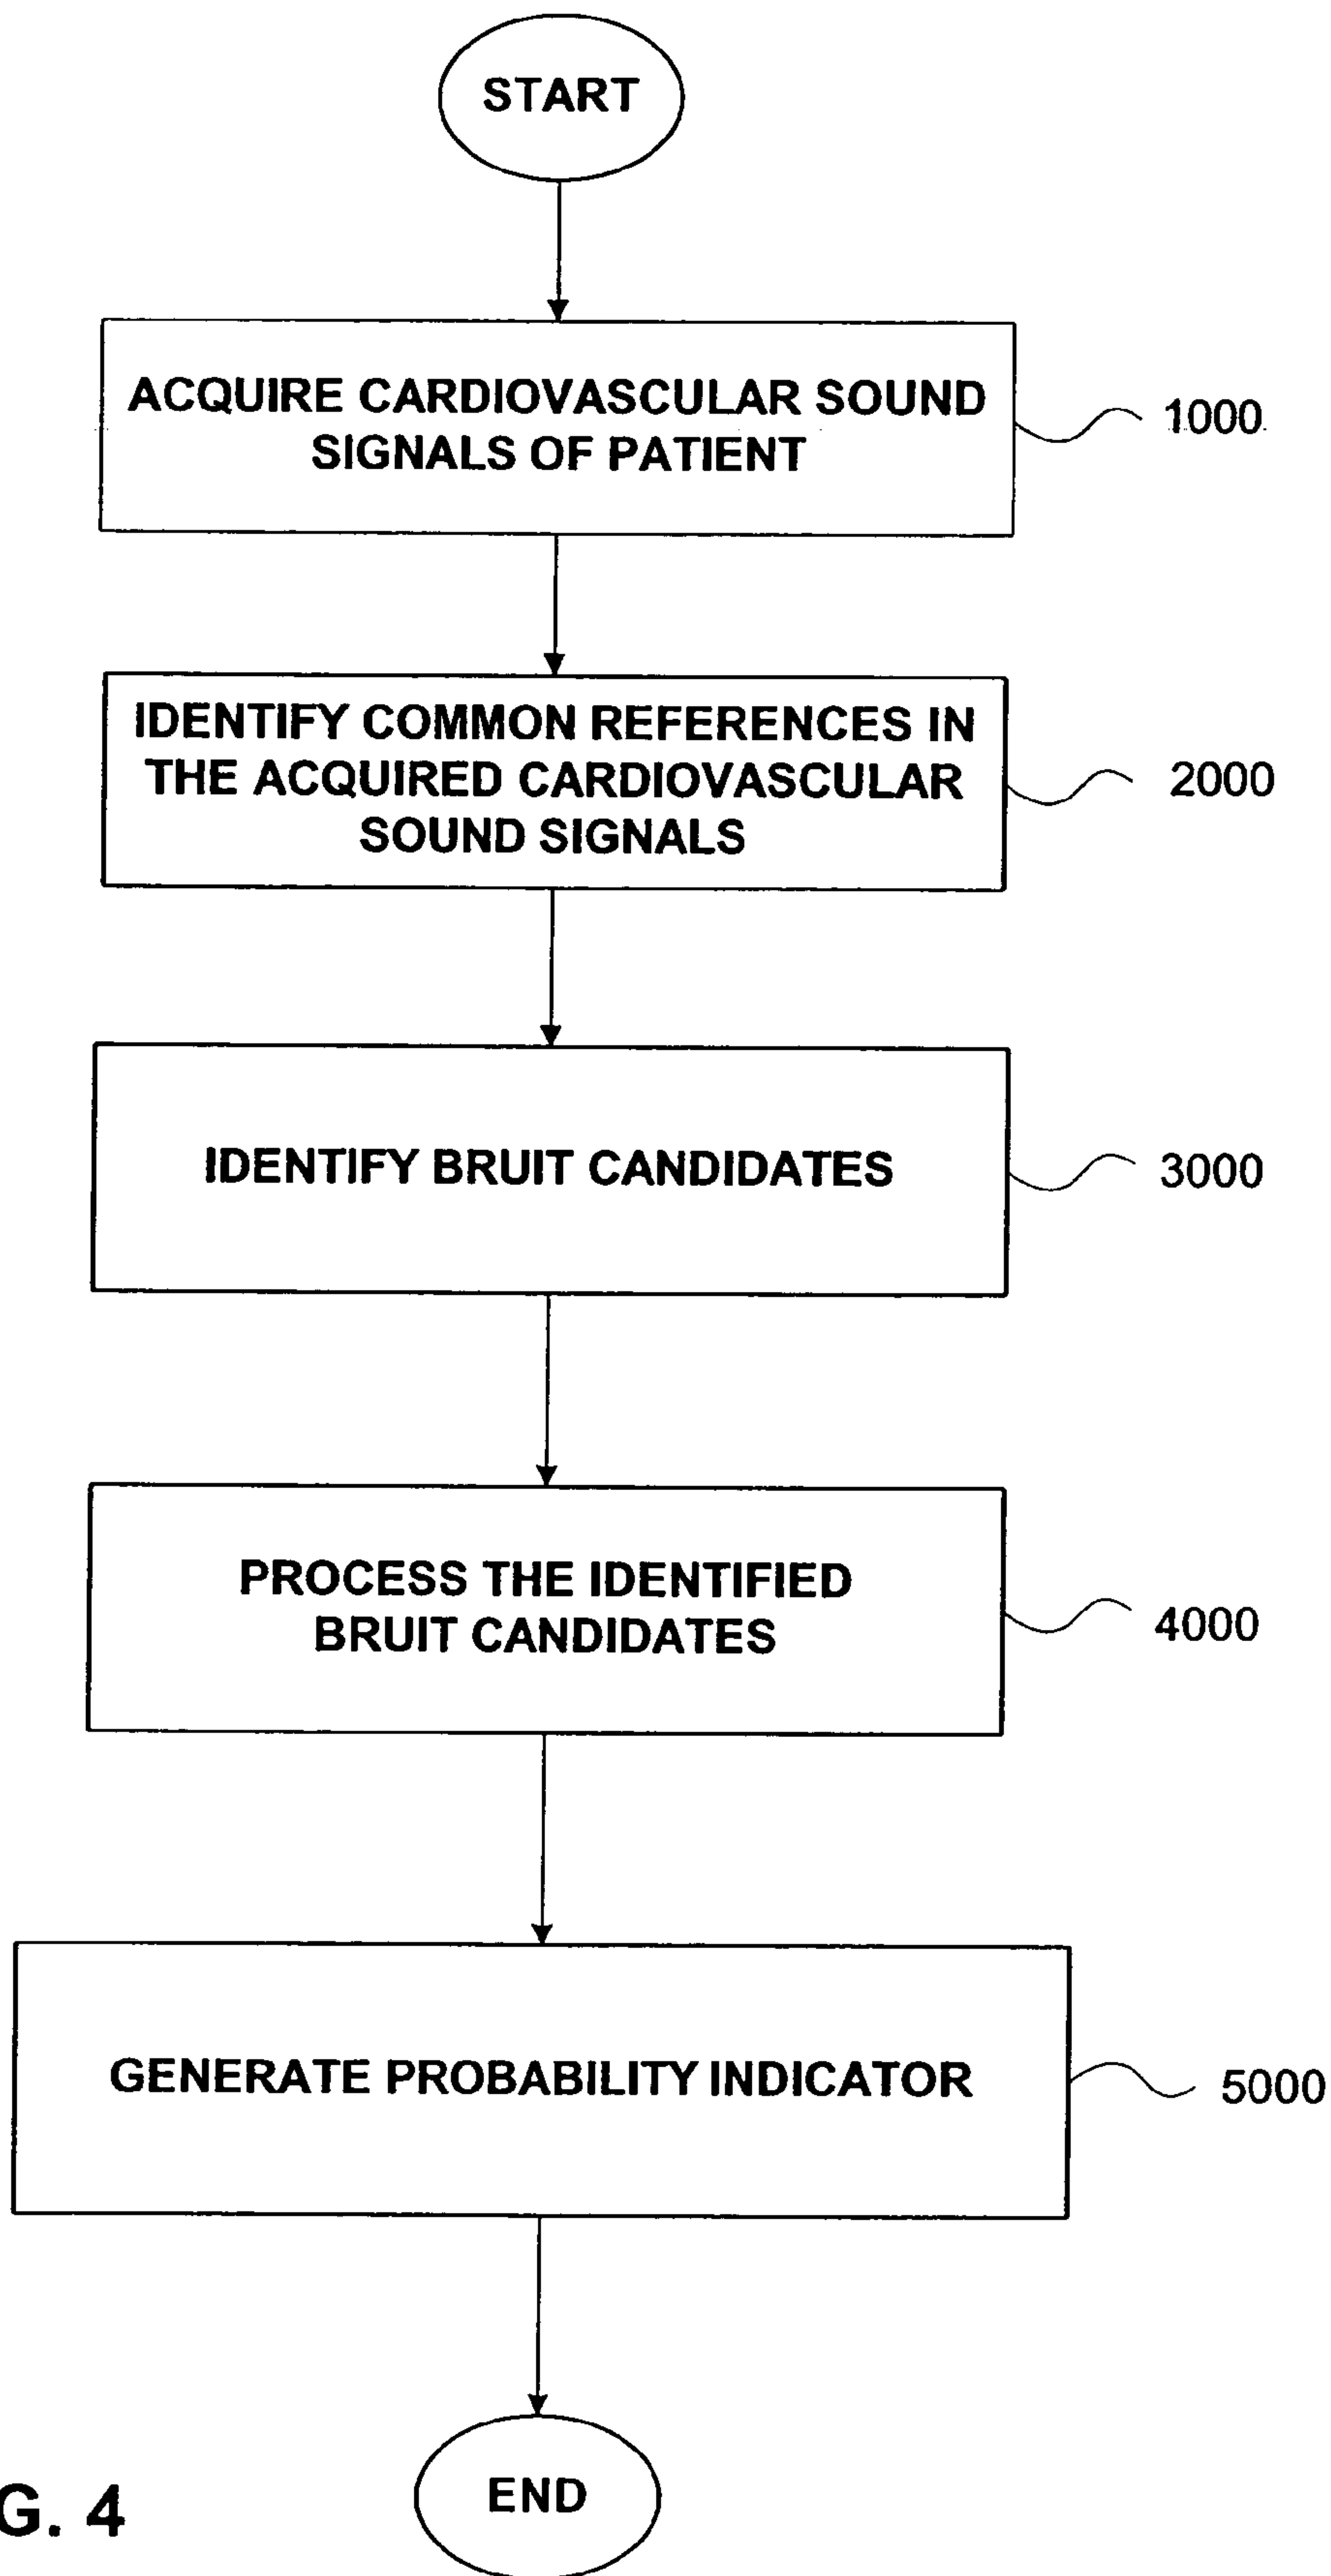 START
ACQUIRE CARDIOVASCULAR SOUND
SIGNALS OF PATIENT
1000
IDENTIFY COMMON REFERENCES IN
THE ACQUIRED CARDIOVASCULAR
SOUND SIGNALS
2000
IDENTIFY BRUIT CANDIDATES
3000
PROCESS THE IDENTIFIED
BRUIT CANDIDATES
4000
GENERATE PROBABILITY INDICATOR
5000
END
G. 4